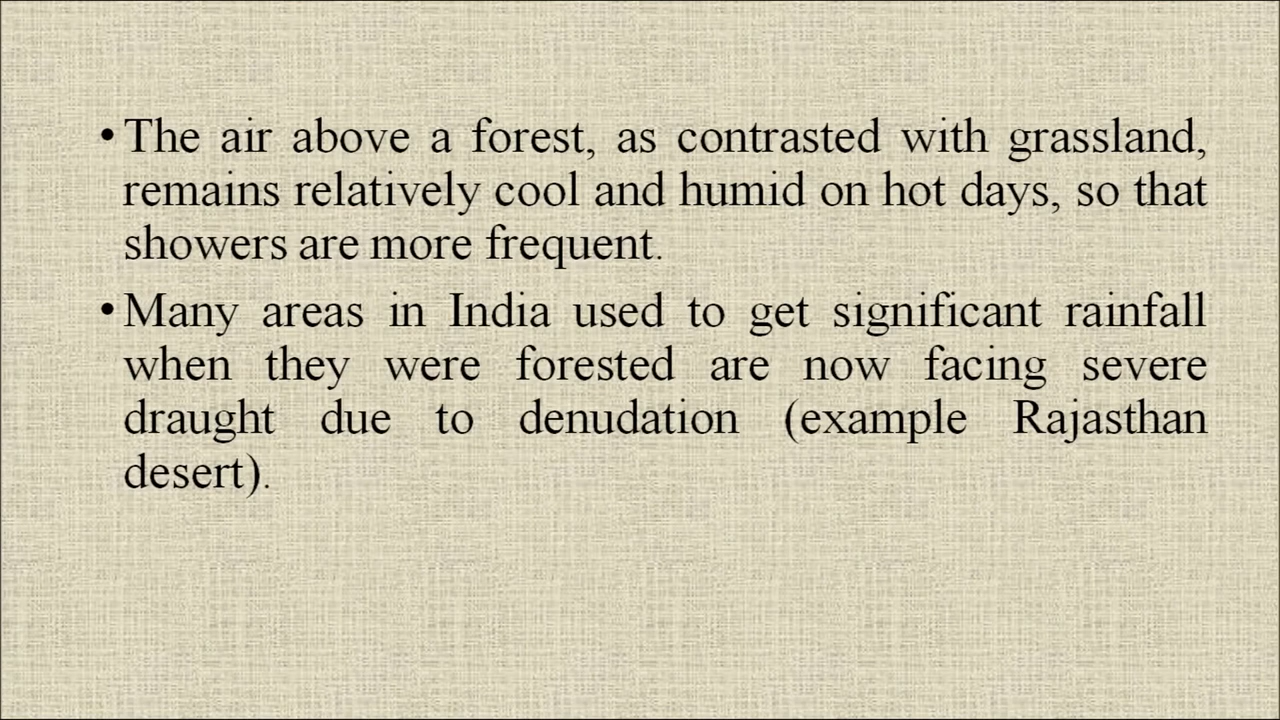 • The air above a forest, as contrasted with grassland,
remains relatively cool and humid on hot days, so that
showers are more frequent.
• Many areas in India used to get significant rainfall
when they were forested are now facing severe
draught due to denudation (example Rajasthan
desert).